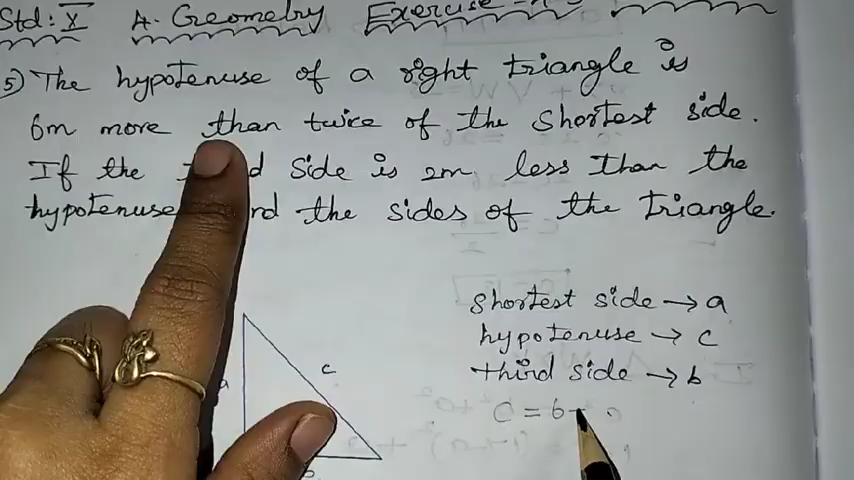 Std: X A. Geometry Exercise
5) The hypotenuse of a right triangle is
6m more than twice of the shortest side.
If the side is 2m less than the
hypotenuse the sides of the triangle.
shortest side → a
hypotenuse → c
third side → b
a
c
b
C = 6+